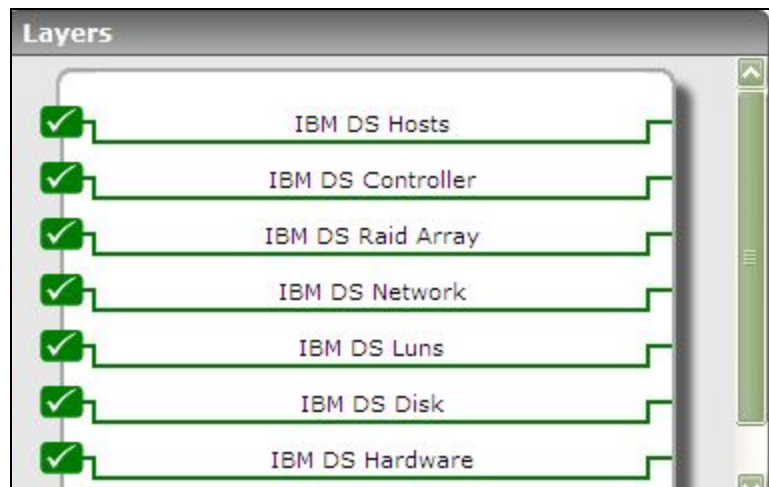 Layers
IBM DS Hosts
IBM DS Controller
IBM DS Raid Array
IBM DS Network
IBM DS Luns
IBM DS Disk
IBM DS Hardware